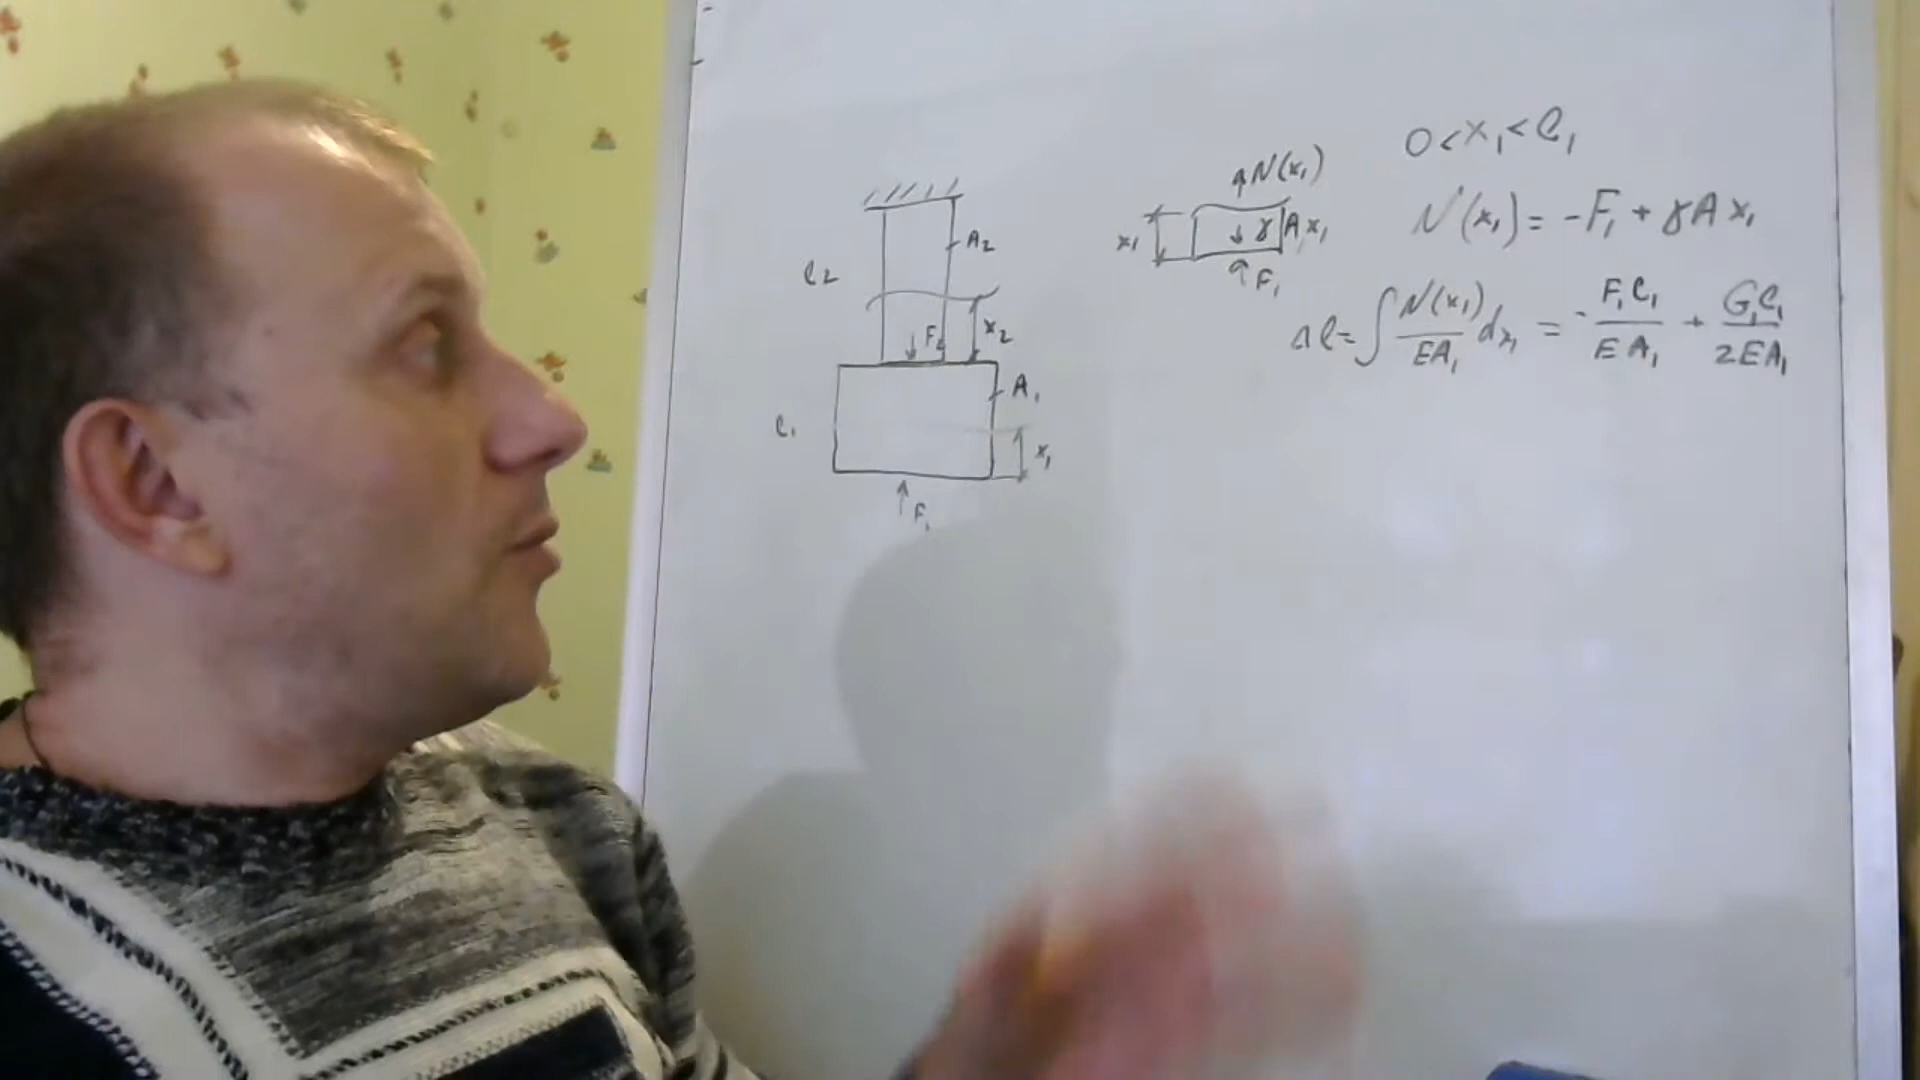 A₂
ℓ₂
F₂
x₂
A₁
ℓ₁
x₁
F₁
N(x₁)
x₁
γ A₁ x₁
F₁
0 < x₁ < ℓ₁
N(x₁) = -F₁ + γ A x₁
Δℓ = ∫ N(x₁)/EA₁ dx₁ = - F₁ℓ₁/EA₁ + G₁ℓ₁/2EA₁